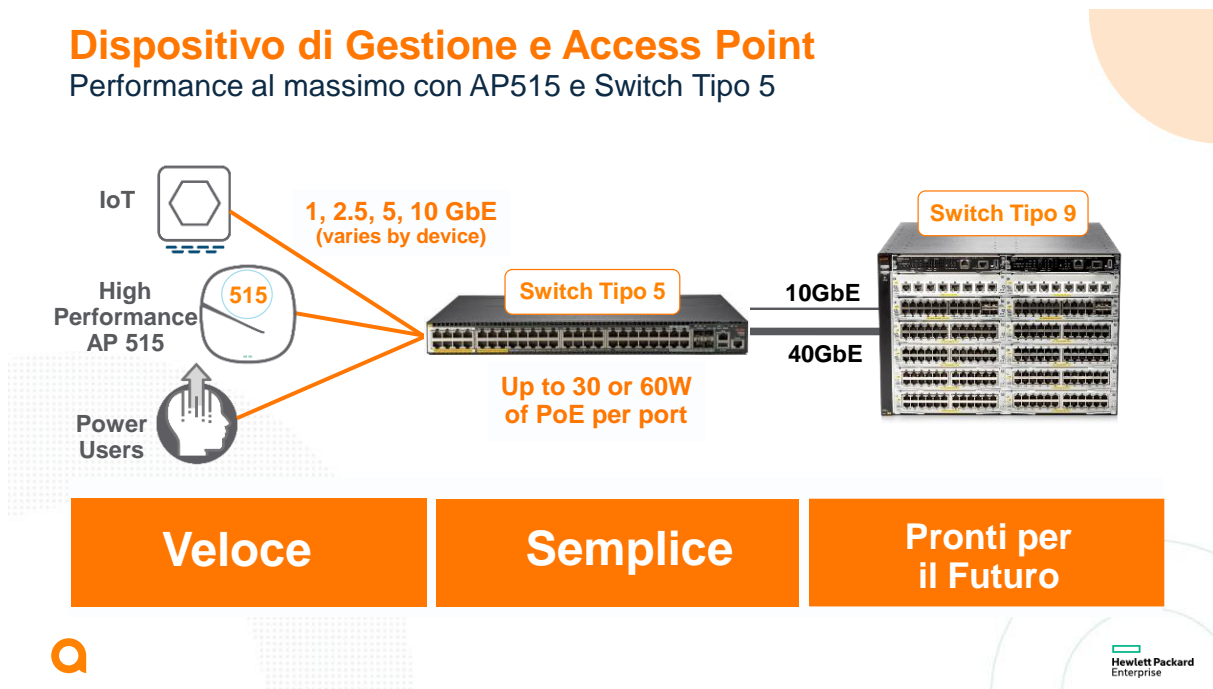 Dispositivo di Gestione e Access Point
Performance al massimo con AP515 e Switch Tipo 5
IoT
1, 2.5, 5, 10 GbE
(varies by device)
Switch Tipo 9
High
Performance
AP 515
515
Switch Tipo 5
10GbE
40GbE
Up to 30 or 60W
of PoE per port
Power
Users
Veloce
Semplice
Pronti per
il Futuro
Hewlett Packard
Enterprise